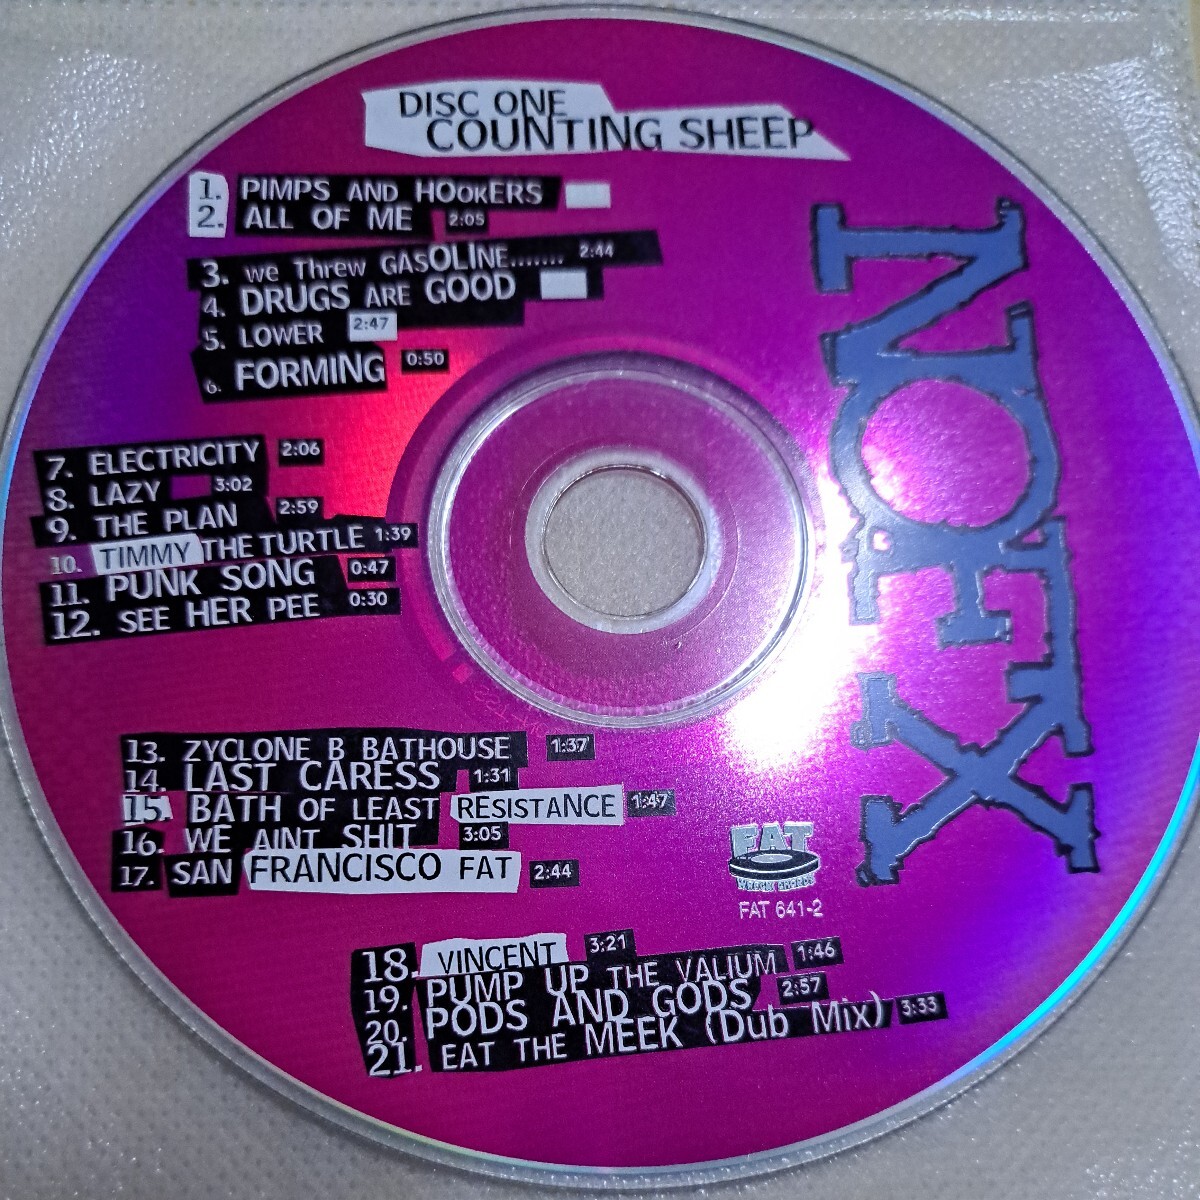 DISC ONE
COUNTING SHEEP
1. PIMPS AND HOOKERS
2. ALL OF ME 2:05
3. we Threw GASOLINE....... 2:44
4. DRUGS ARE GOOD
5. LOWER 2:47
6. FORMING 0:50
7. ELECTRICITY 2:06
8. LAZY 3:02
9. THE PLAN 2:59
10. TIMMY THE TURTLE 1:39
11. PUNK SONG 0:47
12. SEE HER PEE 0:30
13. ZYCLONE B BATHOUSE 1:37
14. LAST CARESS 1:31
15. BATH OF LEAST RESISTANCE 1:47
16. WE AINT SHIT 3:05
17. SAN FRANCISCO FAT 2:44
18. VINCENT 3:21
19. PUMP UP THE VALIUM 1:46
20. PODS AND GODS 2:57
21. EAT THE MEEK (Dub Mix) 3:33
NOFX
FAT
WRECK CHORDS
FAT 641-2